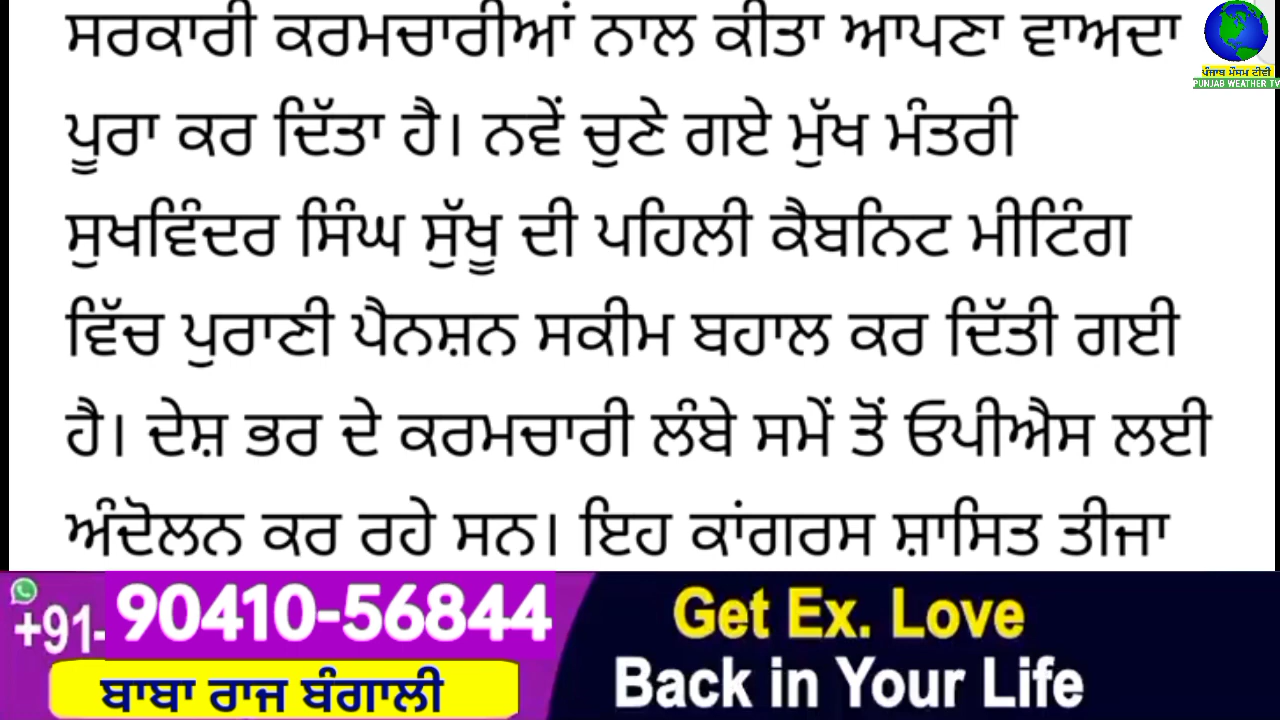 ਸਰਕਾਰੀ ਕਰਮਚਾਰੀਆਂ ਨਾਲ ਕੀਤਾ ਆਪਣਾ ਵਾਅਦਾ
ਪੂਰਾ ਕਰ ਦਿੱਤਾ ਹੈ। ਨਵੇਂ ਚੁਣੇ ਗਏ ਮੁੱਖ ਮੰਤਰੀ
ਸੁਖਵਿੰਦਰ ਸਿੰਘ ਸੁੱਖੂ ਦੀ ਪਹਿਲੀ ਕੈਬਨਿਟ ਮੀਟਿੰਗ
ਵਿੱਚ ਪੁਰਾਣੀ ਪੈਨਸ਼ਨ ਸਕੀਮ ਬਹਾਲ ਕਰ ਦਿੱਤੀ ਗਈ
ਹੈ। ਦੇਸ਼ ਭਰ ਦੇ ਕਰਮਚਾਰੀ ਲੰਬੇ ਸਮੇਂ ਤੋਂ ਓਪੀਐਸ ਲਈ
ਅੰਦੋਲਨ ਕਰ ਰਹੇ ਸਨ। ਇਹ ਕਾਂਗਰਸ ਸ਼ਾਸਿਤ ਤੀਜਾ
ਪੰਜਾਬ ਮੌਸਮ ਟੀਵੀ
PUNJAB WEATHER TV
+91- 90410-56844
ਬਾਬਾ ਰਾਜ ਬੰਗਾਲੀ
Get Ex. Love
Back in Your Life